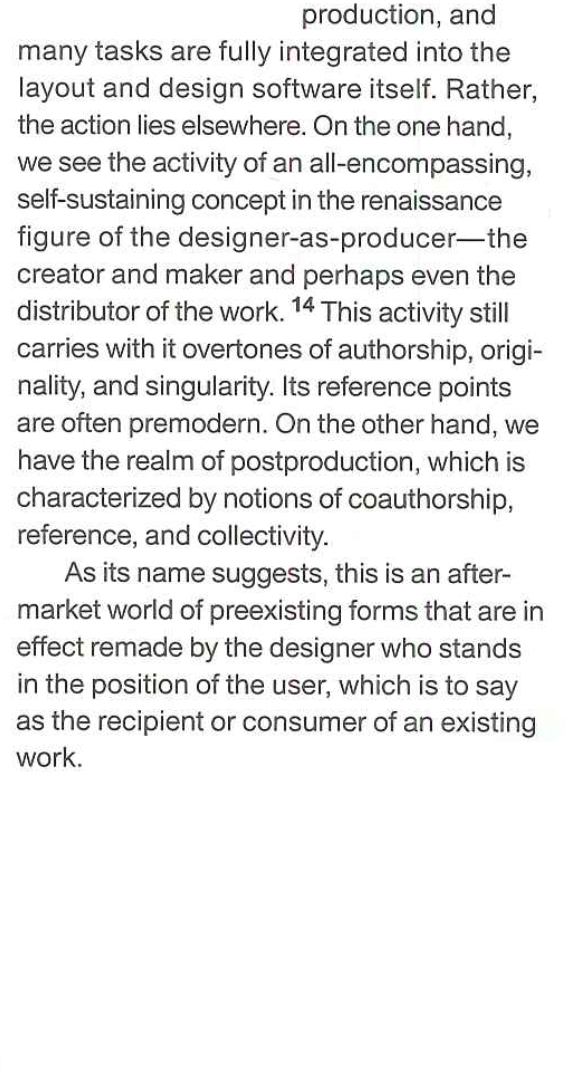 production, and
many tasks are fully integrated into the
layout and design software itself. Rather,
the action lies elsewhere. On the one hand,
we see the activity of an all-encompassing,
self-sustaining concept in the renaissance
figure of the designer-as-producer—the
creator and maker and perhaps even the
distributor of the work. 14 This activity still
carries with it overtones of authorship, origi-
nality, and singularity. Its reference points
are often premodern. On the other hand, we
have the realm of postproduction, which is
characterized by notions of coauthorship,
reference, and collectivity.
As its name suggests, this is an after-
market world of preexisting forms that are in
effect remade by the designer who stands
in the position of the user, which is to say
as the recipient or consumer of an existing
work.